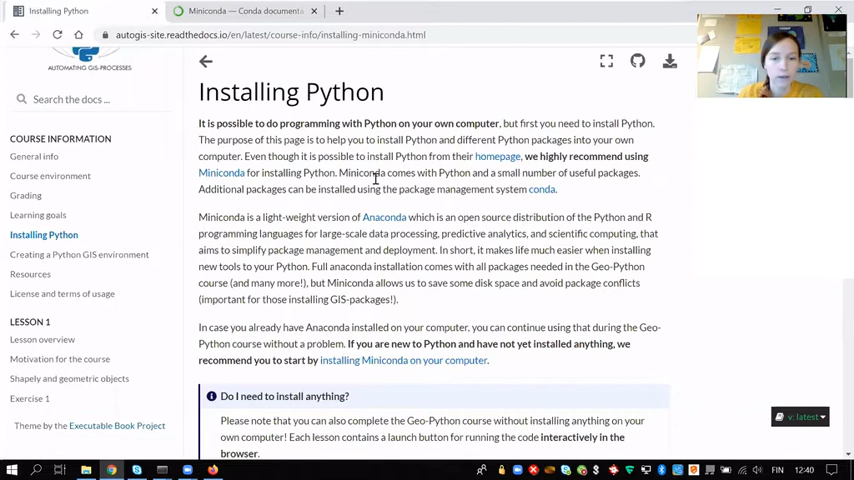 Installing Python
Miniconda — Conda document
autogis-site.readthedocs.io/en/latest/course-info/installing-miniconda.html
AUTOMATING GIS-PROCESSES
Search the docs ...
COURSE INFORMATION
General info
Course environment
Grading
Learning goals
Installing Python
Creating a Python GIS environment
Resources
License and terms of usage
LESSON 1
Lesson overview
Motivation for the course
Shapely and geometric objects
Exercise 1
Theme by the Executable Book Project
Installing Python
It is possible to do programming with Python on your own computer, but first you need to install Python.
The purpose of this page is to help you to install Python and different Python packages into your own
computer. Even though it is possible to install Python from their homepage, we highly recommend using
Miniconda for installing Python. Miniconda comes with Python and a small number of useful packages.
Additional packages can be installed using the package management system conda.
Miniconda is a light-weight version of Anaconda which is an open source distribution of the Python and R
programming languages for large-scale data processing, predictive analytics, and scientific computing, that
aims to simplify package management and deployment. In short, it makes life much easier when installing
new tools to your Python. Full anaconda installation comes with all packages needed in the Geo-Python
course (and many more!), but Miniconda allows us to save some disk space and avoid package conflicts
(important for those installing GIS-packages!).
In case you already have Anaconda installed on your computer, you can continue using that during the Geo-
Python course without a problem. If you are new to Python and have not yet installed anything, we
recommend you to start by installing Miniconda on your computer.
Do I need to install anything?
Please note that you can also complete the Geo-Python course without installing anything on your
own computer! Each lesson contains a launch button for running the code interactively in the
browser.
v: latest
FIN
12:40